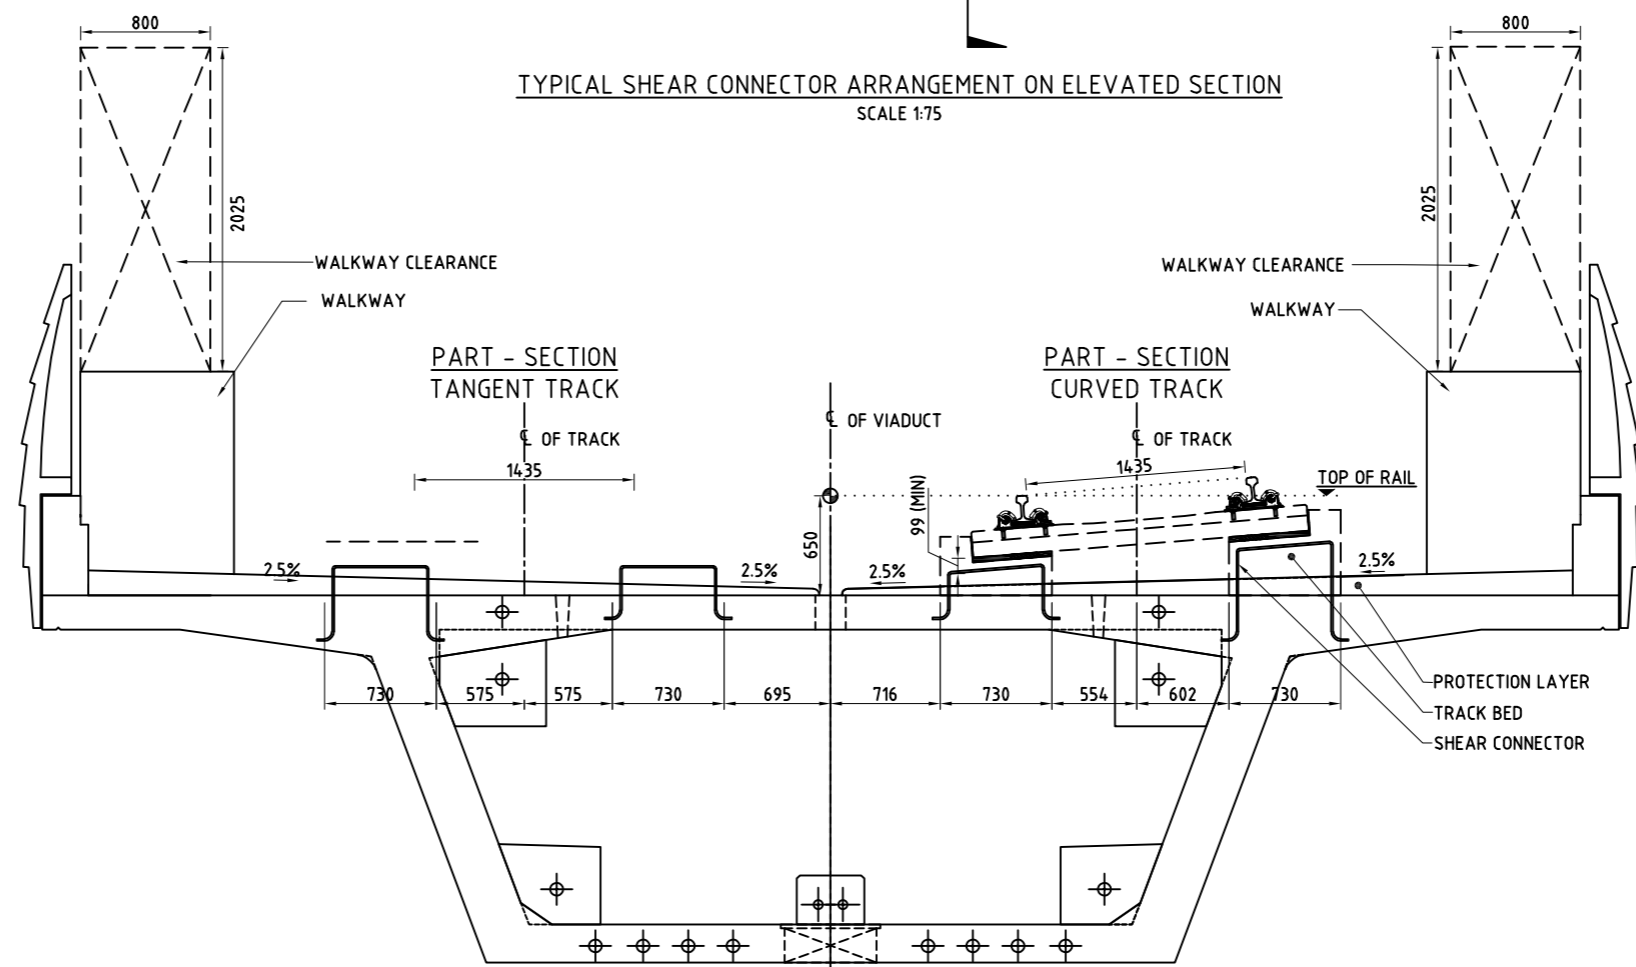 800
800
TYPICAL SHEAR CONNECTOR ARRANGEMENT ON ELEVATED SECTION
SCALE 1:75
2025
2025
WALKWAY CLEARANCE
WALKWAY CLEARANCE
WALKWAY
WALKWAY
PART - SECTION
TANGENT TRACK
PART - SECTION
CURVED TRACK
℄ OF VIADUCT
℄ OF TRACK
℄ OF TRACK
1435
1435
TOP OF RAIL
99 (MIN)
650
2.5%
2.5%
2.5%
2.5%
730
575
575
730
695
716
730
554
602
730
PROTECTION LAYER
TRACK BED
SHEAR CONNECTOR